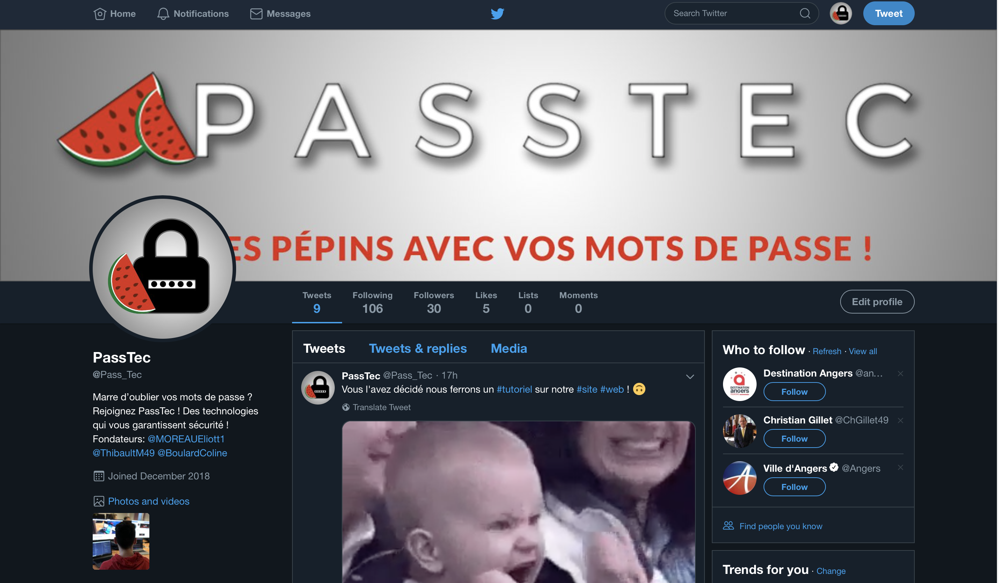 Home
Notifications
Messages
Search Twitter
Tweet
PASSTEC
PÉPINS AVEC VOS MOTS DE PASSE !
Tweets
9
Following
106
Followers
30
Likes
5
Lists
0
Moments
0
Edit profile
PassTec
@Pass_Tec
Marre d’oublier vos mots de passe ?
Rejoignez PassTec ! Des technologies
qui vous garantissent sécurité !
Fondateurs: @MOREAUEliott1
@ThibaultM49 @BoulardColine
Joined December 2018
Photos and videos
Tweets
Tweets & replies
Media
PassTec @Pass_Tec · 17h
Vous l'avez décidé nous ferrons un #tutoriel sur notre #site #web ! 🙃
Translate Tweet
Who to follow · Refresh · View all
DESTINATION
angers
Destination Angers @an...
Follow
Christian Gillet @ChGillet49
Follow
Ville d'Angers @Angers
Follow
Find people you know
Trends for you · Change